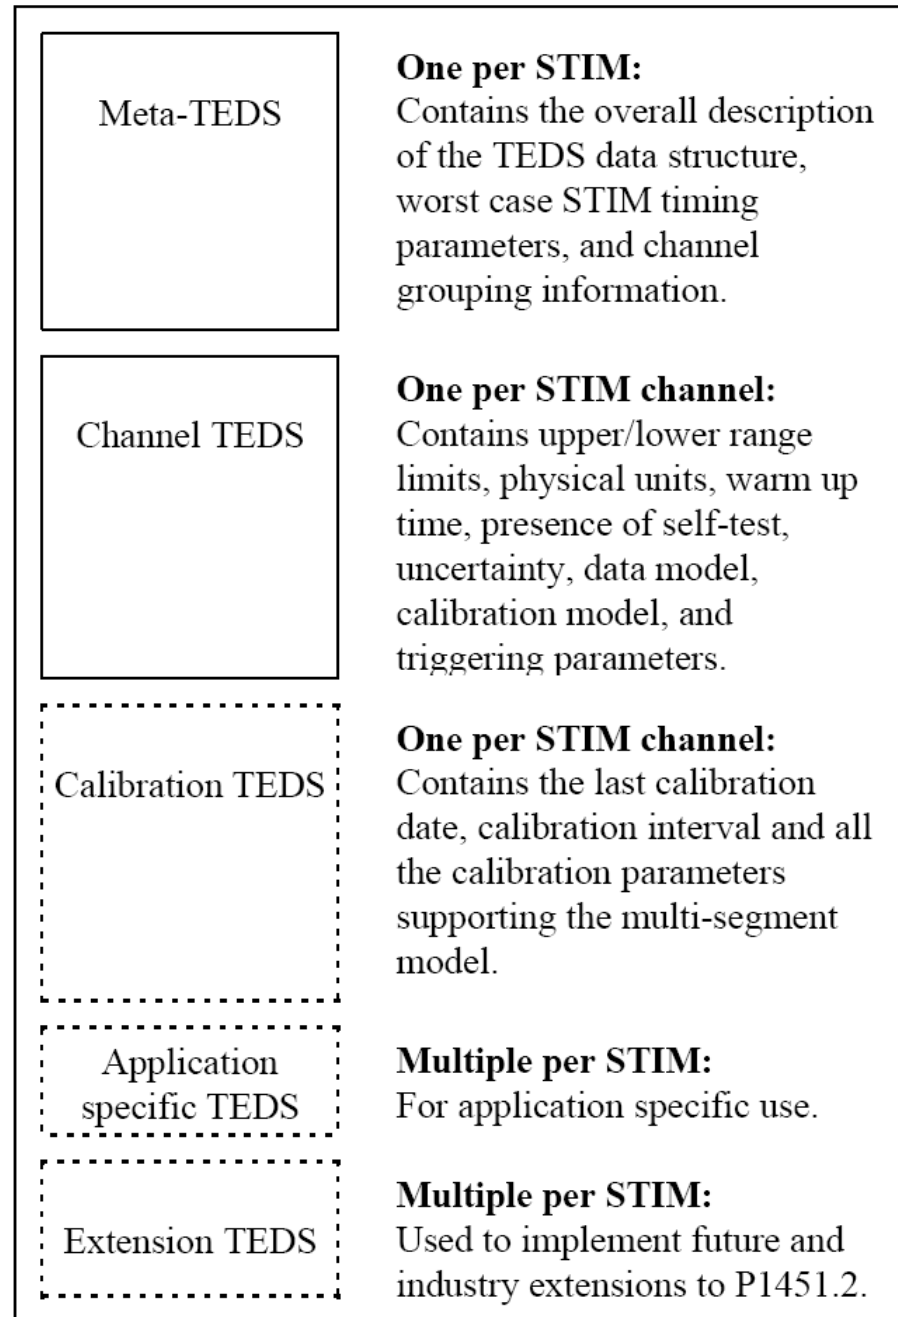 Meta-TEDS
One per STIM:
Contains the overall description
of the TEDS data structure,
worst case STIM timing
parameters, and channel
grouping information.
Channel TEDS
One per STIM channel:
Contains upper/lower range
limits, physical units, warm up
time, presence of self-test,
uncertainty, data model,
calibration model, and
triggering parameters.
Calibration TEDS
One per STIM channel:
Contains the last calibration
date, calibration interval and all
the calibration parameters
supporting the multi-segment
model.
Application
specific TEDS
Multiple per STIM:
For application specific use.
Extension TEDS
Multiple per STIM:
Used to implement future and
industry extensions to P1451.2.